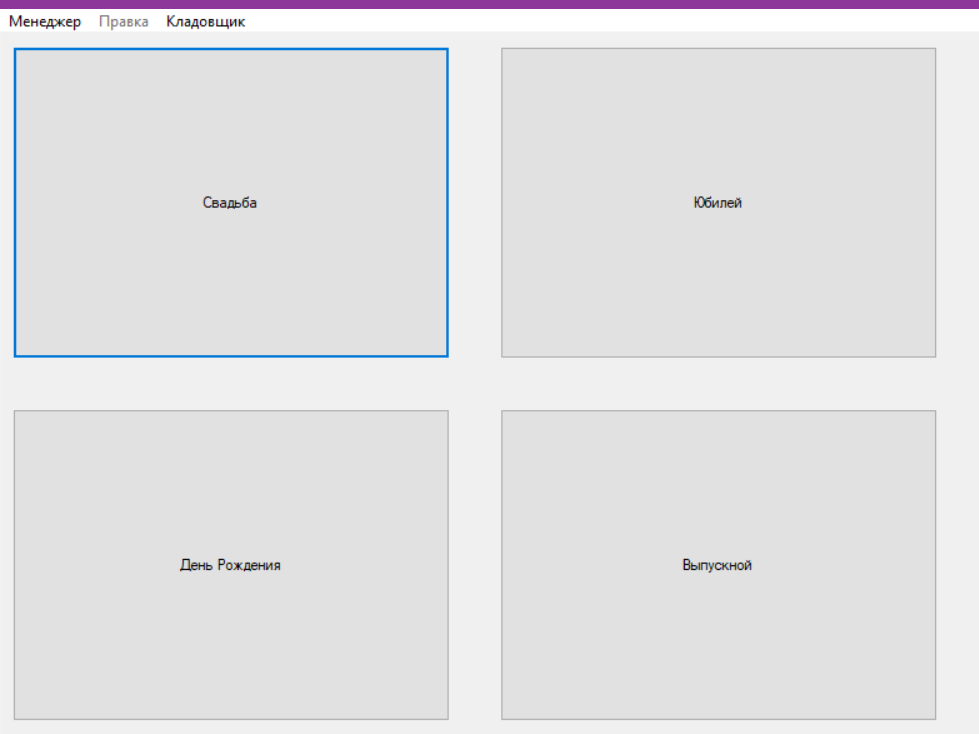 Менеджер Правка Кладовщик
Свадьба
Юбилей
День Рождения
Выпускной